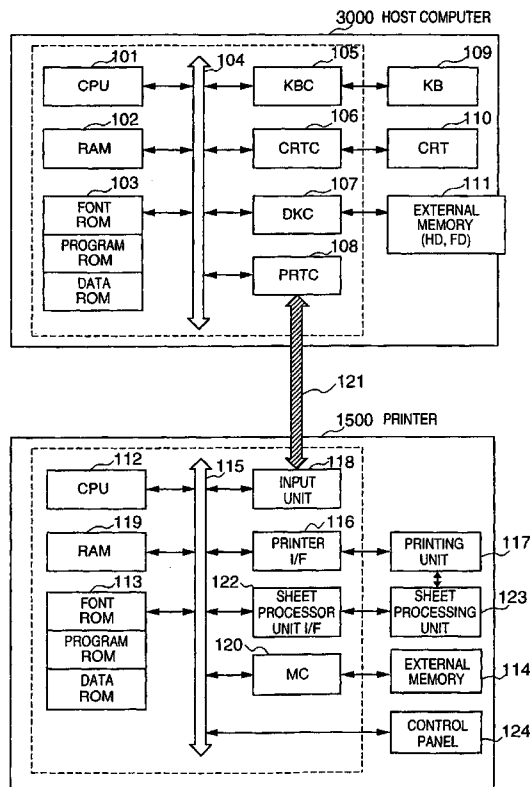 3000 HOST COMPUTER
101
CPU
104
105
KBC
109
KB
102
RAM
106
CRTC
110
CRT
103
FONT
ROM
PROGRAM
ROM
DATA
ROM
107
DKC
111
EXTERNAL
MEMORY
(HD, FD)
108
PRTC
121
1500 PRINTER
112
CPU
115
118
INPUT
UNIT
119
RAM
116
PRINTER
I/F
PRINTING
UNIT
117
113
FONT
ROM
PROGRAM
ROM
DATA
ROM
122
SHEET
PROCESSOR
UNIT I/F
SHEET
PROCESSING
UNIT
123
120
MC
EXTERNAL
MEMORY
114
CONTROL
PANEL
124